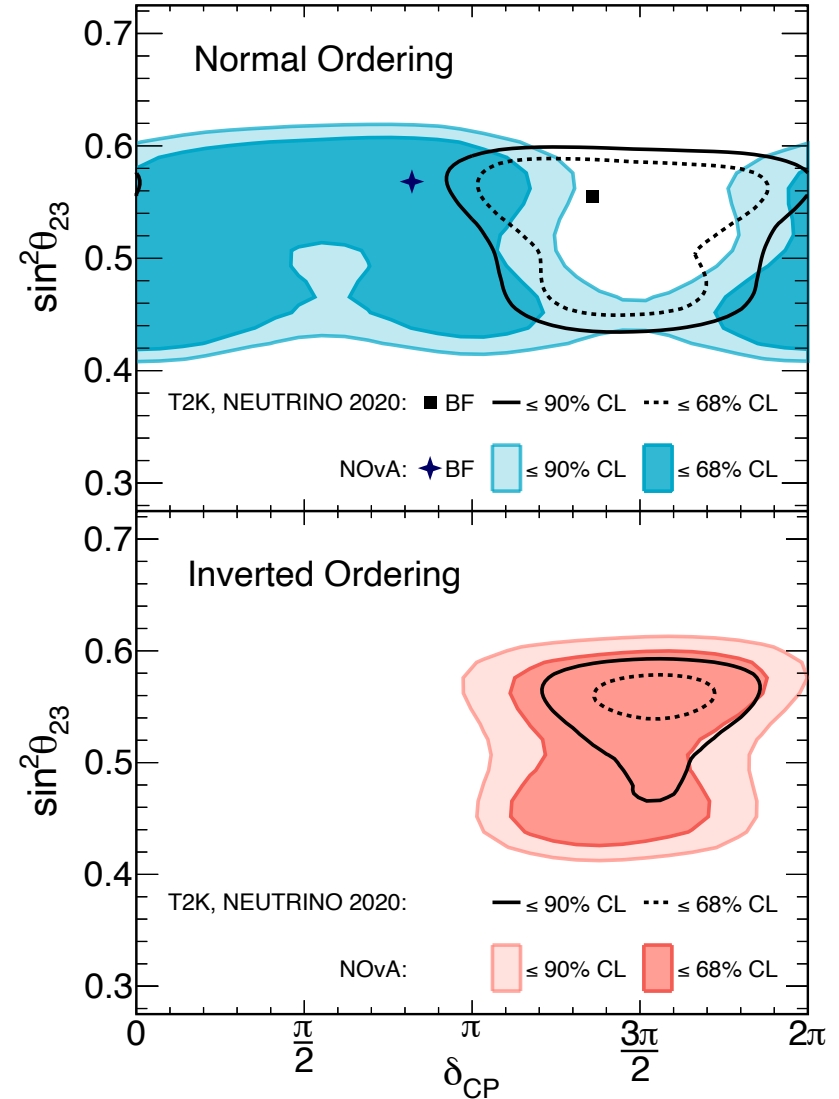 0.7
Normal Ordering
0.6
0.5
sin²θ₂₃
0.4
T2K, NEUTRINO 2020: BF ≤ 90% CL ≤ 68% CL
NOvA: BF ≤ 90% CL ≤ 68% CL
0.3
0.7
Inverted Ordering
0.6
0.5
sin²θ₂₃
0.4
T2K, NEUTRINO 2020: ≤ 90% CL ≤ 68% CL
NOvA: ≤ 90% CL ≤ 68% CL
0.3
0 π/2 π 3π/2 2π
δ_CP